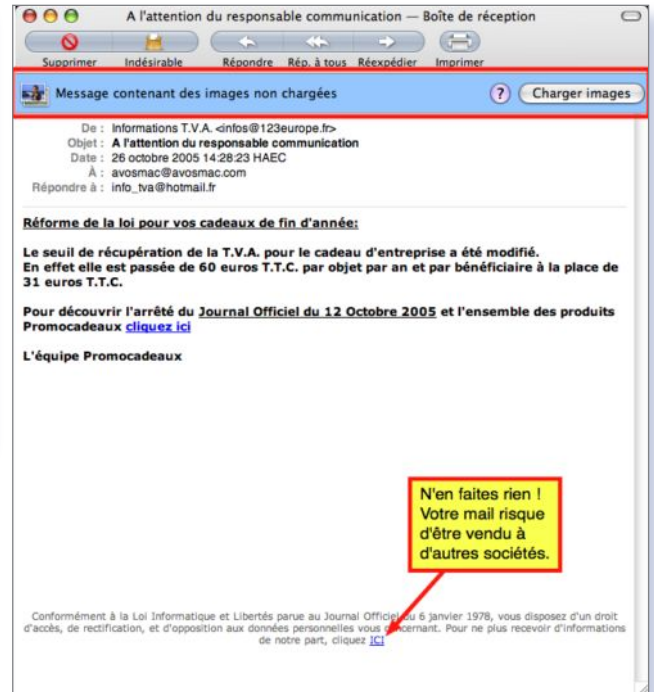 A l'attention du responsable communication — Boîte de réception
Supprimer Indésirable Répondre Rép. à tous Réexpédier Imprimer
Message contenant des images non chargées ? Charger images
De : Informations T.V.A. <infos@123europe.fr>
Objet : A l'attention du responsable communication
Date : 26 octobre 2005 14:28:23 HAEC
À : avosmac@avosmac.com
Répondre à : info_tva@hotmail.fr
Réforme de la loi pour vos cadeaux de fin d'année:
Le seuil de récupération de la T.V.A. pour le cadeau d'entreprise a été modifié.
En effet elle est passée de 60 euros T.T.C. par objet par an et par bénéficiaire à la place de
31 euros T.T.C.
Pour découvrir l'arrêté du Journal Officiel du 12 Octobre 2005 et l'ensemble des produits
Promocadeaux cliquez ici
L'équipe Promocadeaux
N'en faites rien !
Votre mail risque
d'être vendu à
d'autres sociétés.
Conformément à la Loi Informatique et Libertés parue au Journal Officiel du 6 janvier 1978, vous disposez d'un droit
d'accès, de rectification, et d'opposition aux données personnelles vous concernant. Pour ne plus recevoir d'informations
de notre part, cliquez ICI